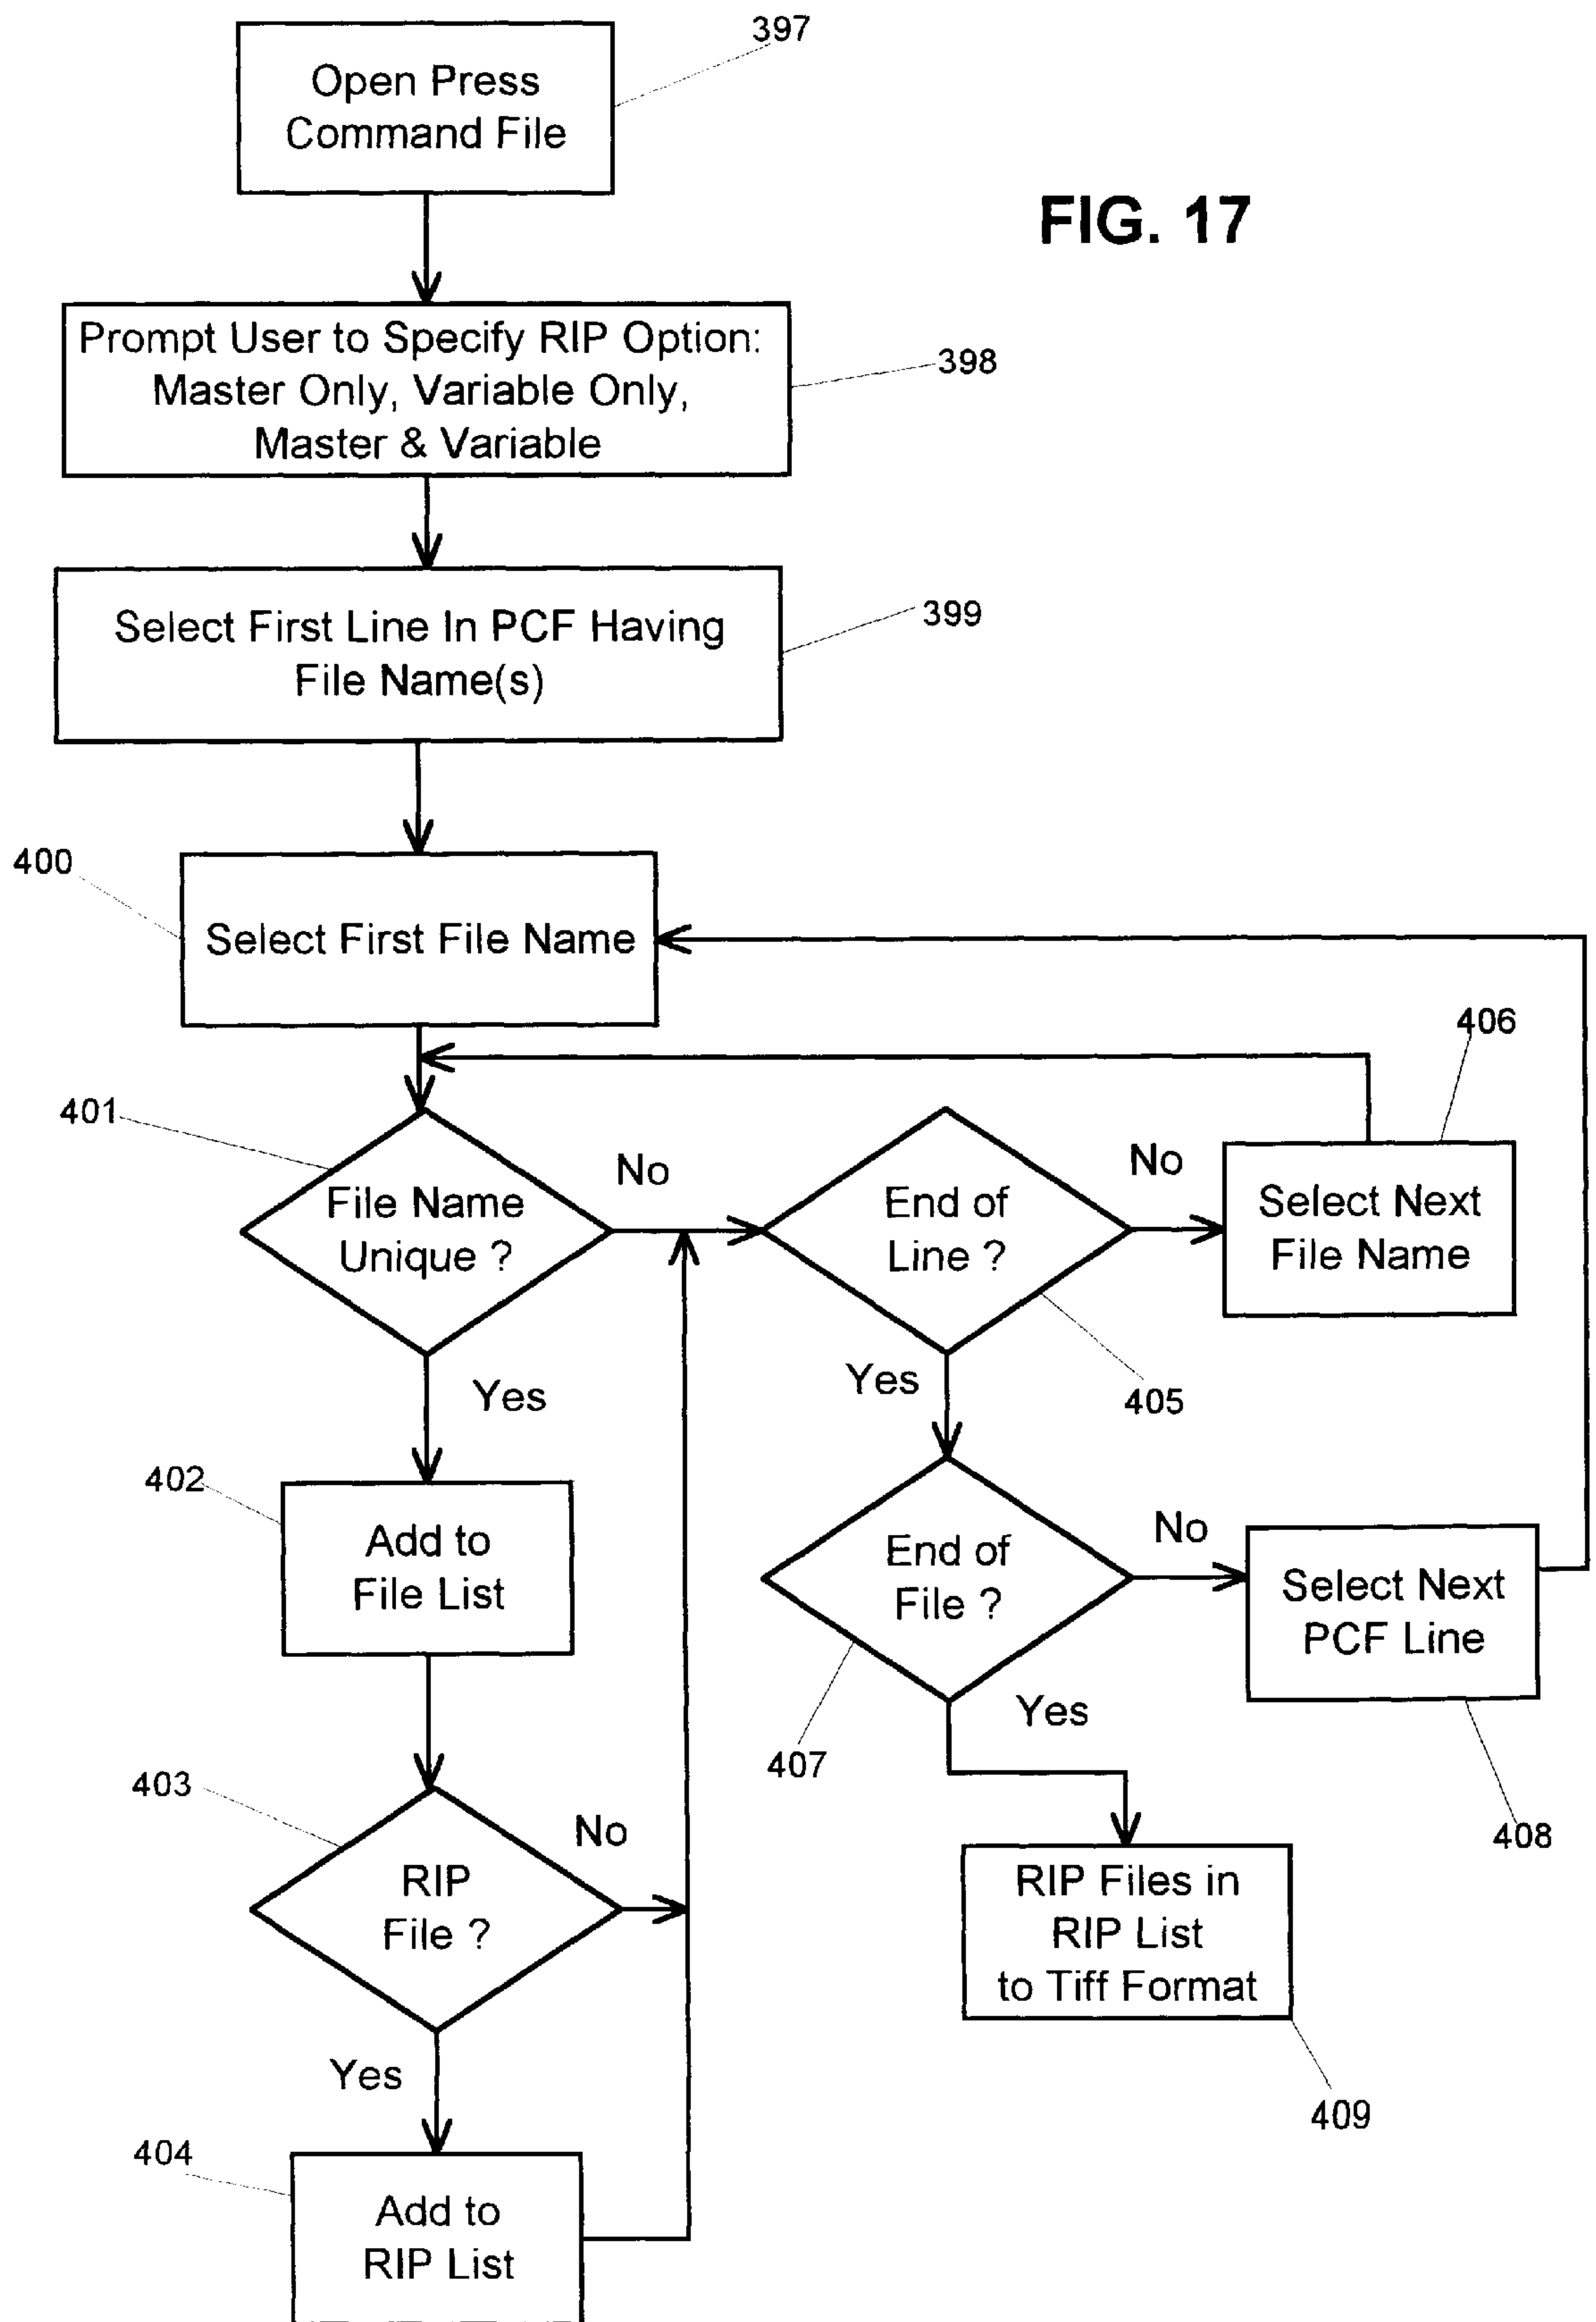 397
Open Press
Command File
FIG. 17
Prompt User to Specify RIP Option:
Master Only, Variable Only,
Master & Variable
398
Select First Line In PCF Having
File Name(s)
399
400
Select First File Name
406
401
File Name
Unique ?
No
End of
Line ?
No
Select Next
File Name
Yes
Yes
405
402
Add to
File List
End of
File ?
No
Select Next
PCF Line
407
Yes
408
403
RIP
File ?
No
RIP Files in
RIP List
to Tiff Format
Yes
409
404
Add to
RIP List